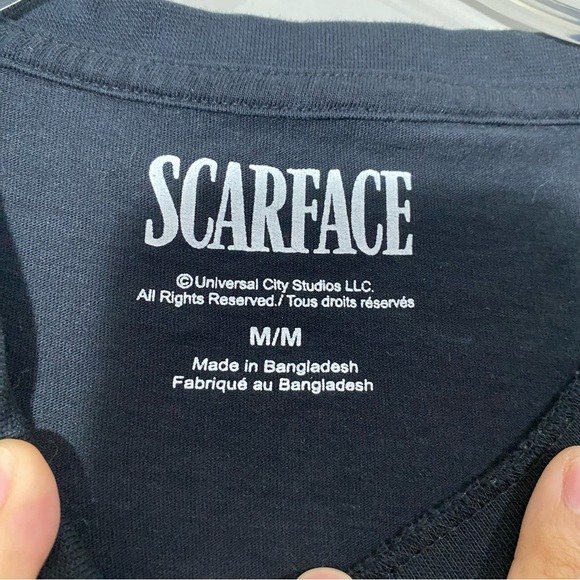 SCARFACE
© Universal City Studios LLC.
All Rights Reserved./ Tous droits réservés
M/M
Made in Bangladesh
Fabriqué au Bangladesh